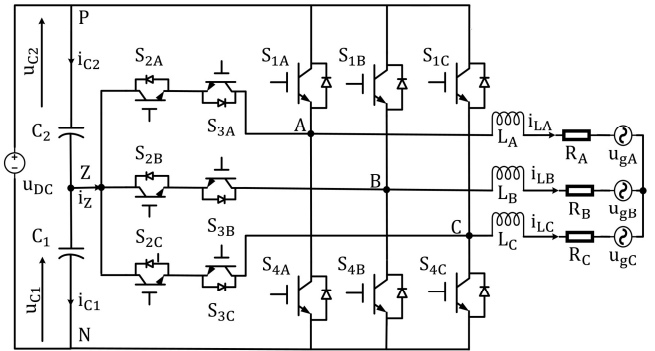 P
u_C2
i_C2
S_2A
S_1A
S_1B
S_1C
C_2
S_3A
A
L_A
i_LA
R_A
u_gA
u_DC
Z
i_Z
S_2B
S_3B
B
L_B
i_LB
R_B
u_gB
C_1
S_2C
C
L_C
i_LC
R_C
u_gC
u_C1
i_C1
S_3C
S_4A
S_4B
S_4C
N